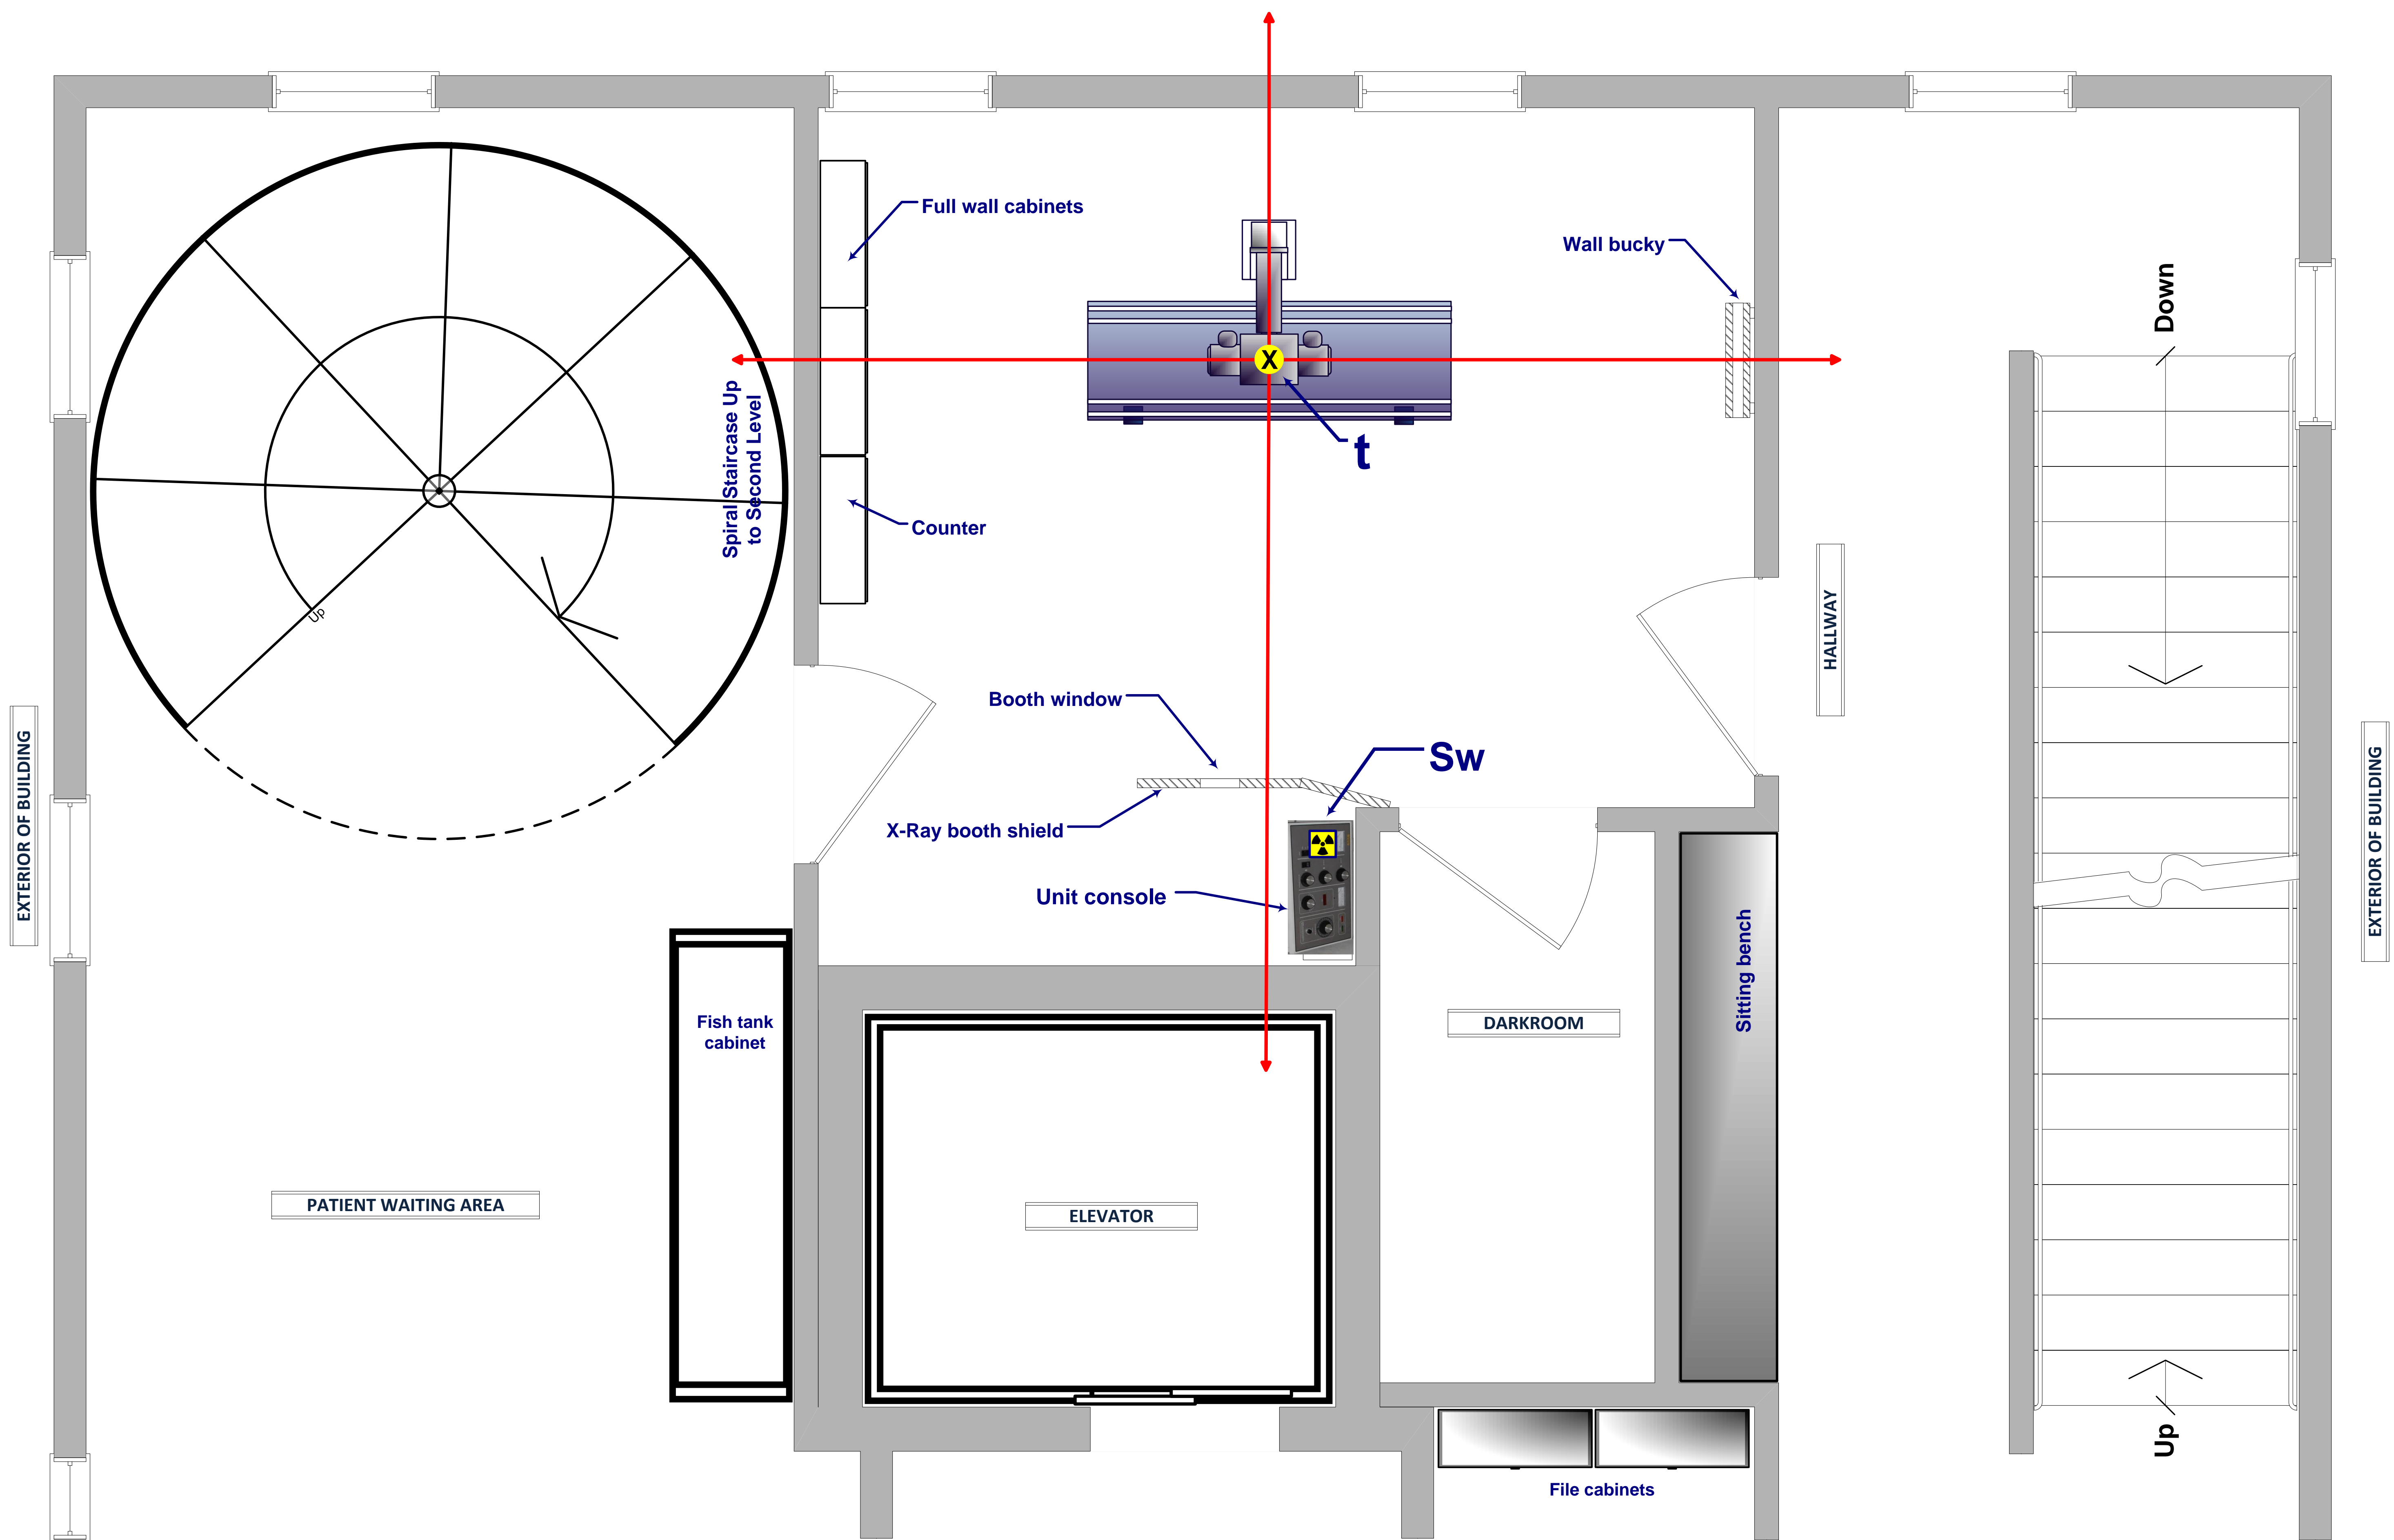 Full wall cabinets
Wall bucky
Down
X
t
Spiral Staircase Up
to Second Level
Counter
Up
HALLWAY
Booth window
Sw
EXTERIOR OF BUILDING
X-Ray booth shield
EXTERIOR OF BUILDING
Unit console
Sitting bench
Fish tank
cabinet
DARKROOM
PATIENT WAITING AREA
ELEVATOR
Up
File cabinets